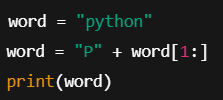 word = "python"
word = "P" + word[1:]
print(word)